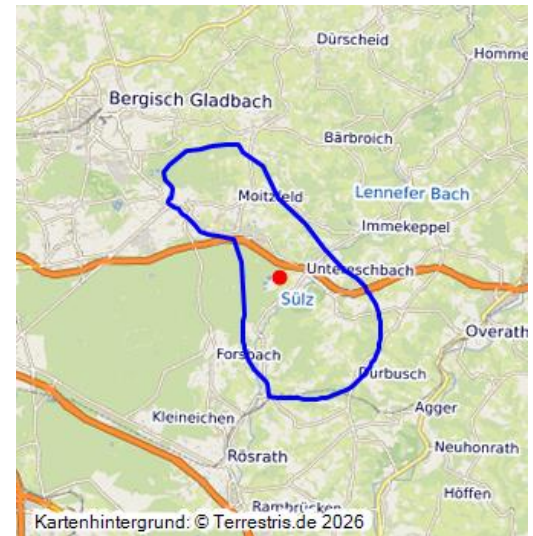 Dürscheid
Homme
Bergisch Gladbach
Bärbroich
Moitzfeld
Lennefer Bach
Immekeppel
Untereschbach
Sülz
Overath
Forsbach
Durbusch
Agger
Kleineichen
Neuhonrath
Rösrath
Höffen
Rambrücken
Kartenhintergrund: © Terrestris.de 2026